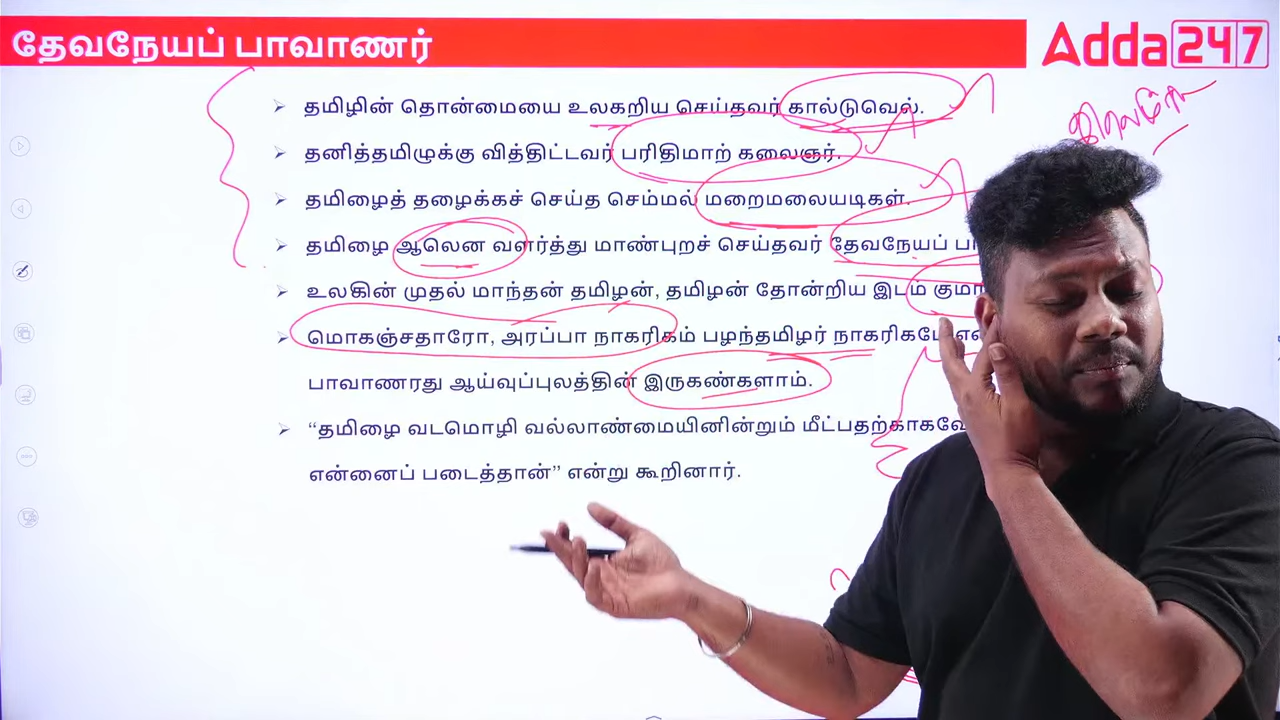 தேவநேயப் பாவாணர்
Adda 247
தமிழின் தொன்மையை உலகறிய செய்தவர் கால்டுவெல்.
தனித்தமிழுக்கு வித்திட்டவர் பரிதிமாற் கலைஞர்.
தமிழைத் தழைக்கச் செய்த செம்மல் மறைமலையடிகள்.
தமிழை ஆலென வளர்த்து மாண்புறச் செய்தவர் தேவநேயப்
உலகின் முதல் மாந்தன் தமிழன், தமிழன் தோன்றிய இடம்
மொகஞ்சதாரோ, அரப்பா நாகரிகம் பழந்தமிழர் நாகரிகமே
பாவாணரது ஆய்வுப்புலத்தின் இருகண்களாம்.
“தமிழை வடமொழி வல்லாண்மையினின்றும் மீட்பதற்காகவே
என்னைப் படைத்தான்” என்று கூறினார்.